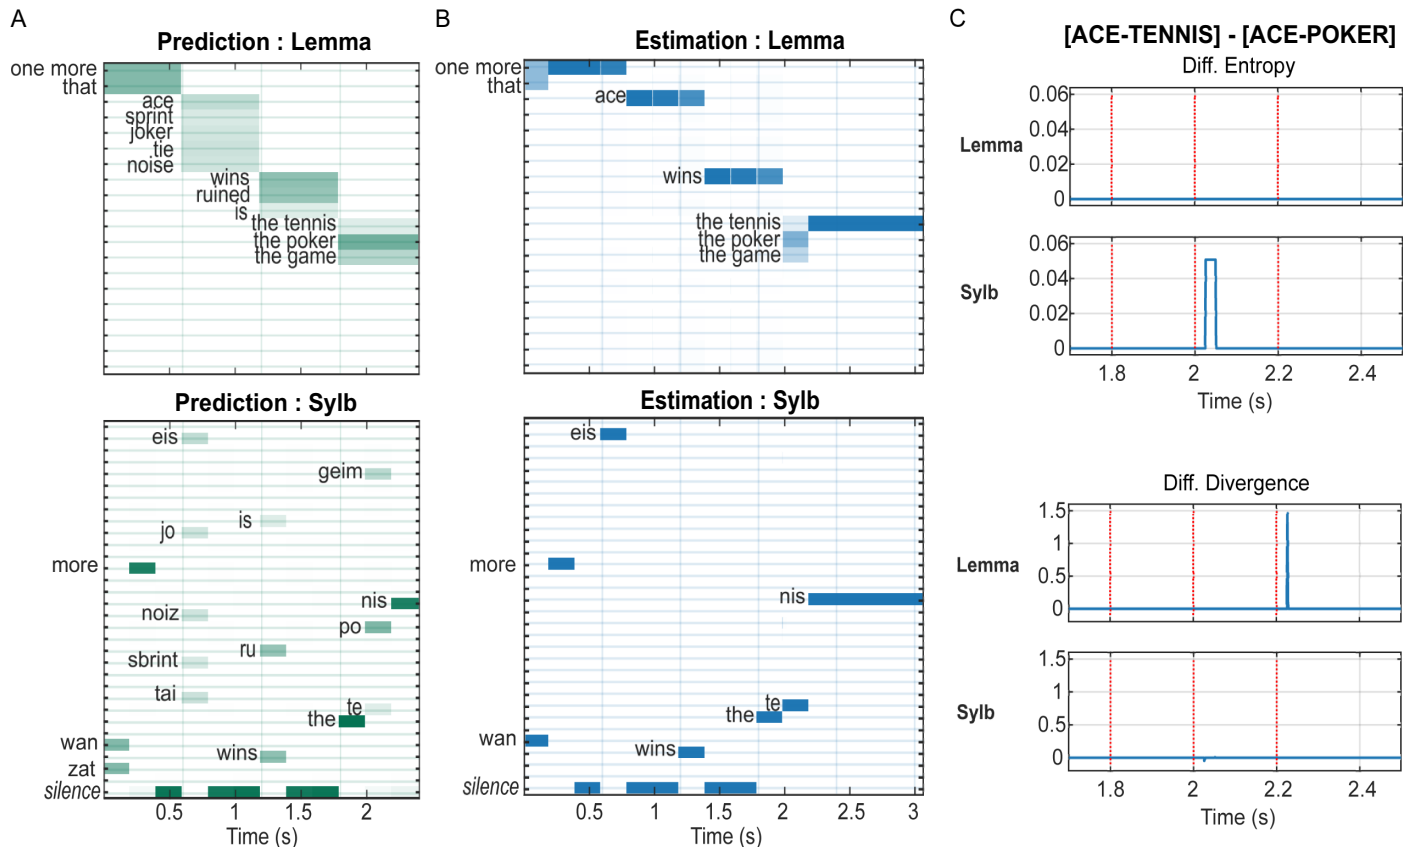 A
Prediction : Lemma
one more
that
ace
sprint
joker
tie
noise
wins
ruined
is
the tennis
the poker
the game
Prediction : Sylb
eis
geim
is
jo
more
nis
noiz
po
ru
sbrint
tai
te
the
wan
wins
zat
silence
0.5 1 1.5 2
Time (s)
B
Estimation : Lemma
one more
that
ace
wins
the tennis
the poker
the game
Estimation : Sylb
eis
more
nis
te
the
wan
wins
silence
0.5 1 1.5 2 2.5 3
Time (s)
C
[ACE-TENNIS] - [ACE-POKER]
Diff. Entropy
Lemma
0.06
0.04
0.02
0
Sylb
0.06
0.04
0.02
0
1.8 2 2.2 2.4
Time (s)
Diff. Divergence
Lemma
1.5
1
0.5
0
Sylb
1.5
1
0.5
0
1.8 2 2.2 2.4
Time (s)